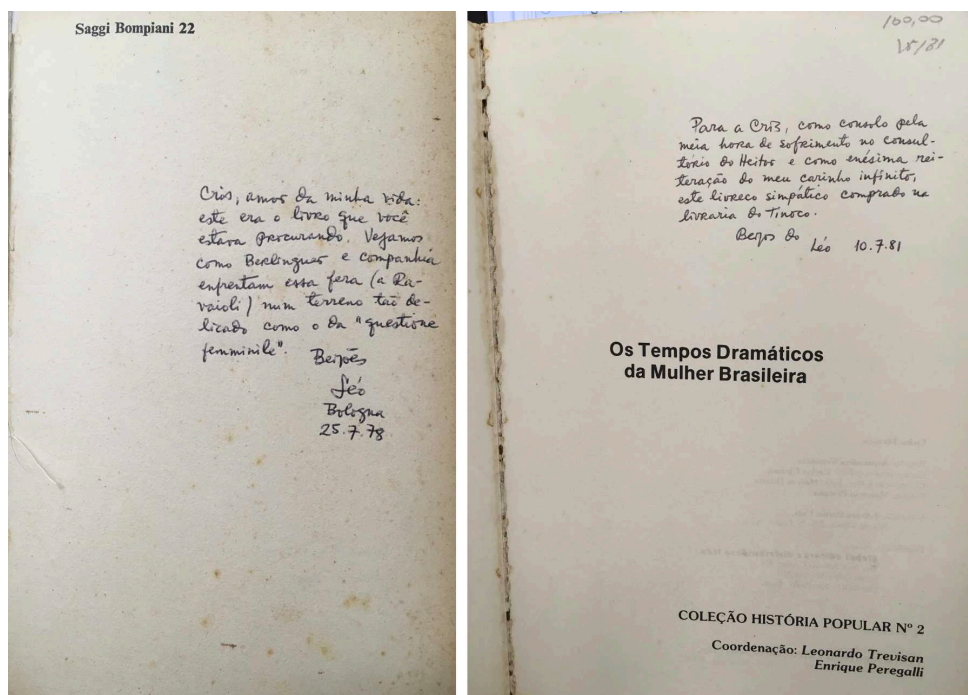 Saggi Bompiani 22
Cris, amor da minha vida:
este era o livro que você
estava procurando. Vejamos
como Berlinguer e companhia
enfrentam essa fera (a Ra-
vaioli) num terreno tão de-
licado como o da "questione
femminile".
Beijões
Léo
Bologna
25.7.78
100,00
Para a Cris, como consolo pela
meia hora de sofrimento no consul-
tório do Heitor e como enésima rei-
teração do meu carinho infinito,
este livreco simpático comprado na
livraria do Tinoco.
Beijos do
Léo 10.7.81
Os Tempos Dramáticos
da Mulher Brasileira
COLEÇÃO HISTÓRIA POPULAR Nº 2
Coordenação: Leonardo Trevisan
Enrique Peregalli